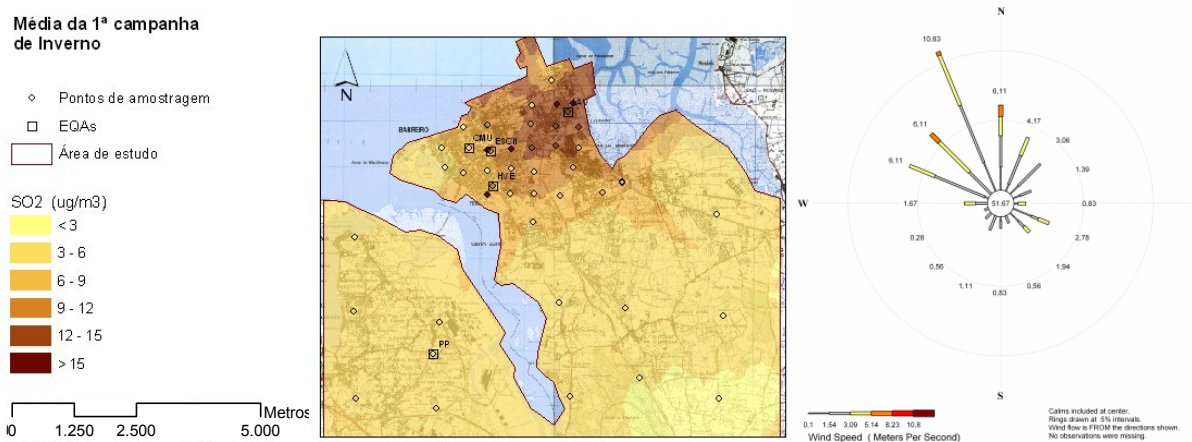 Média da 1ª campanha
de Inverno
Pontos de amostragem
EQAs
Área de estudo
SO2 (ug/m3)
< 3
3 - 6
6 - 9
9 - 12
12 - 15
> 15
0.000 1.250 2.500 5.000 Metros
N
BARREIRO
CMU
HVE
PP
N
10,83
6,11
6,11
4,17
3,06
6,11
1,39
W
1,67
51,67
0,83
0,28
2,78
0,56
1,94
1,11
0,83
0,56
S
0,1 1,54 3,09 5,14 8,23 10,8
Wind Speed ( Meters Per Second)
Calms included at center.
Rings drawn at 5% intervals.
Wind flow is FROM the directions shown.
No observations were missing.